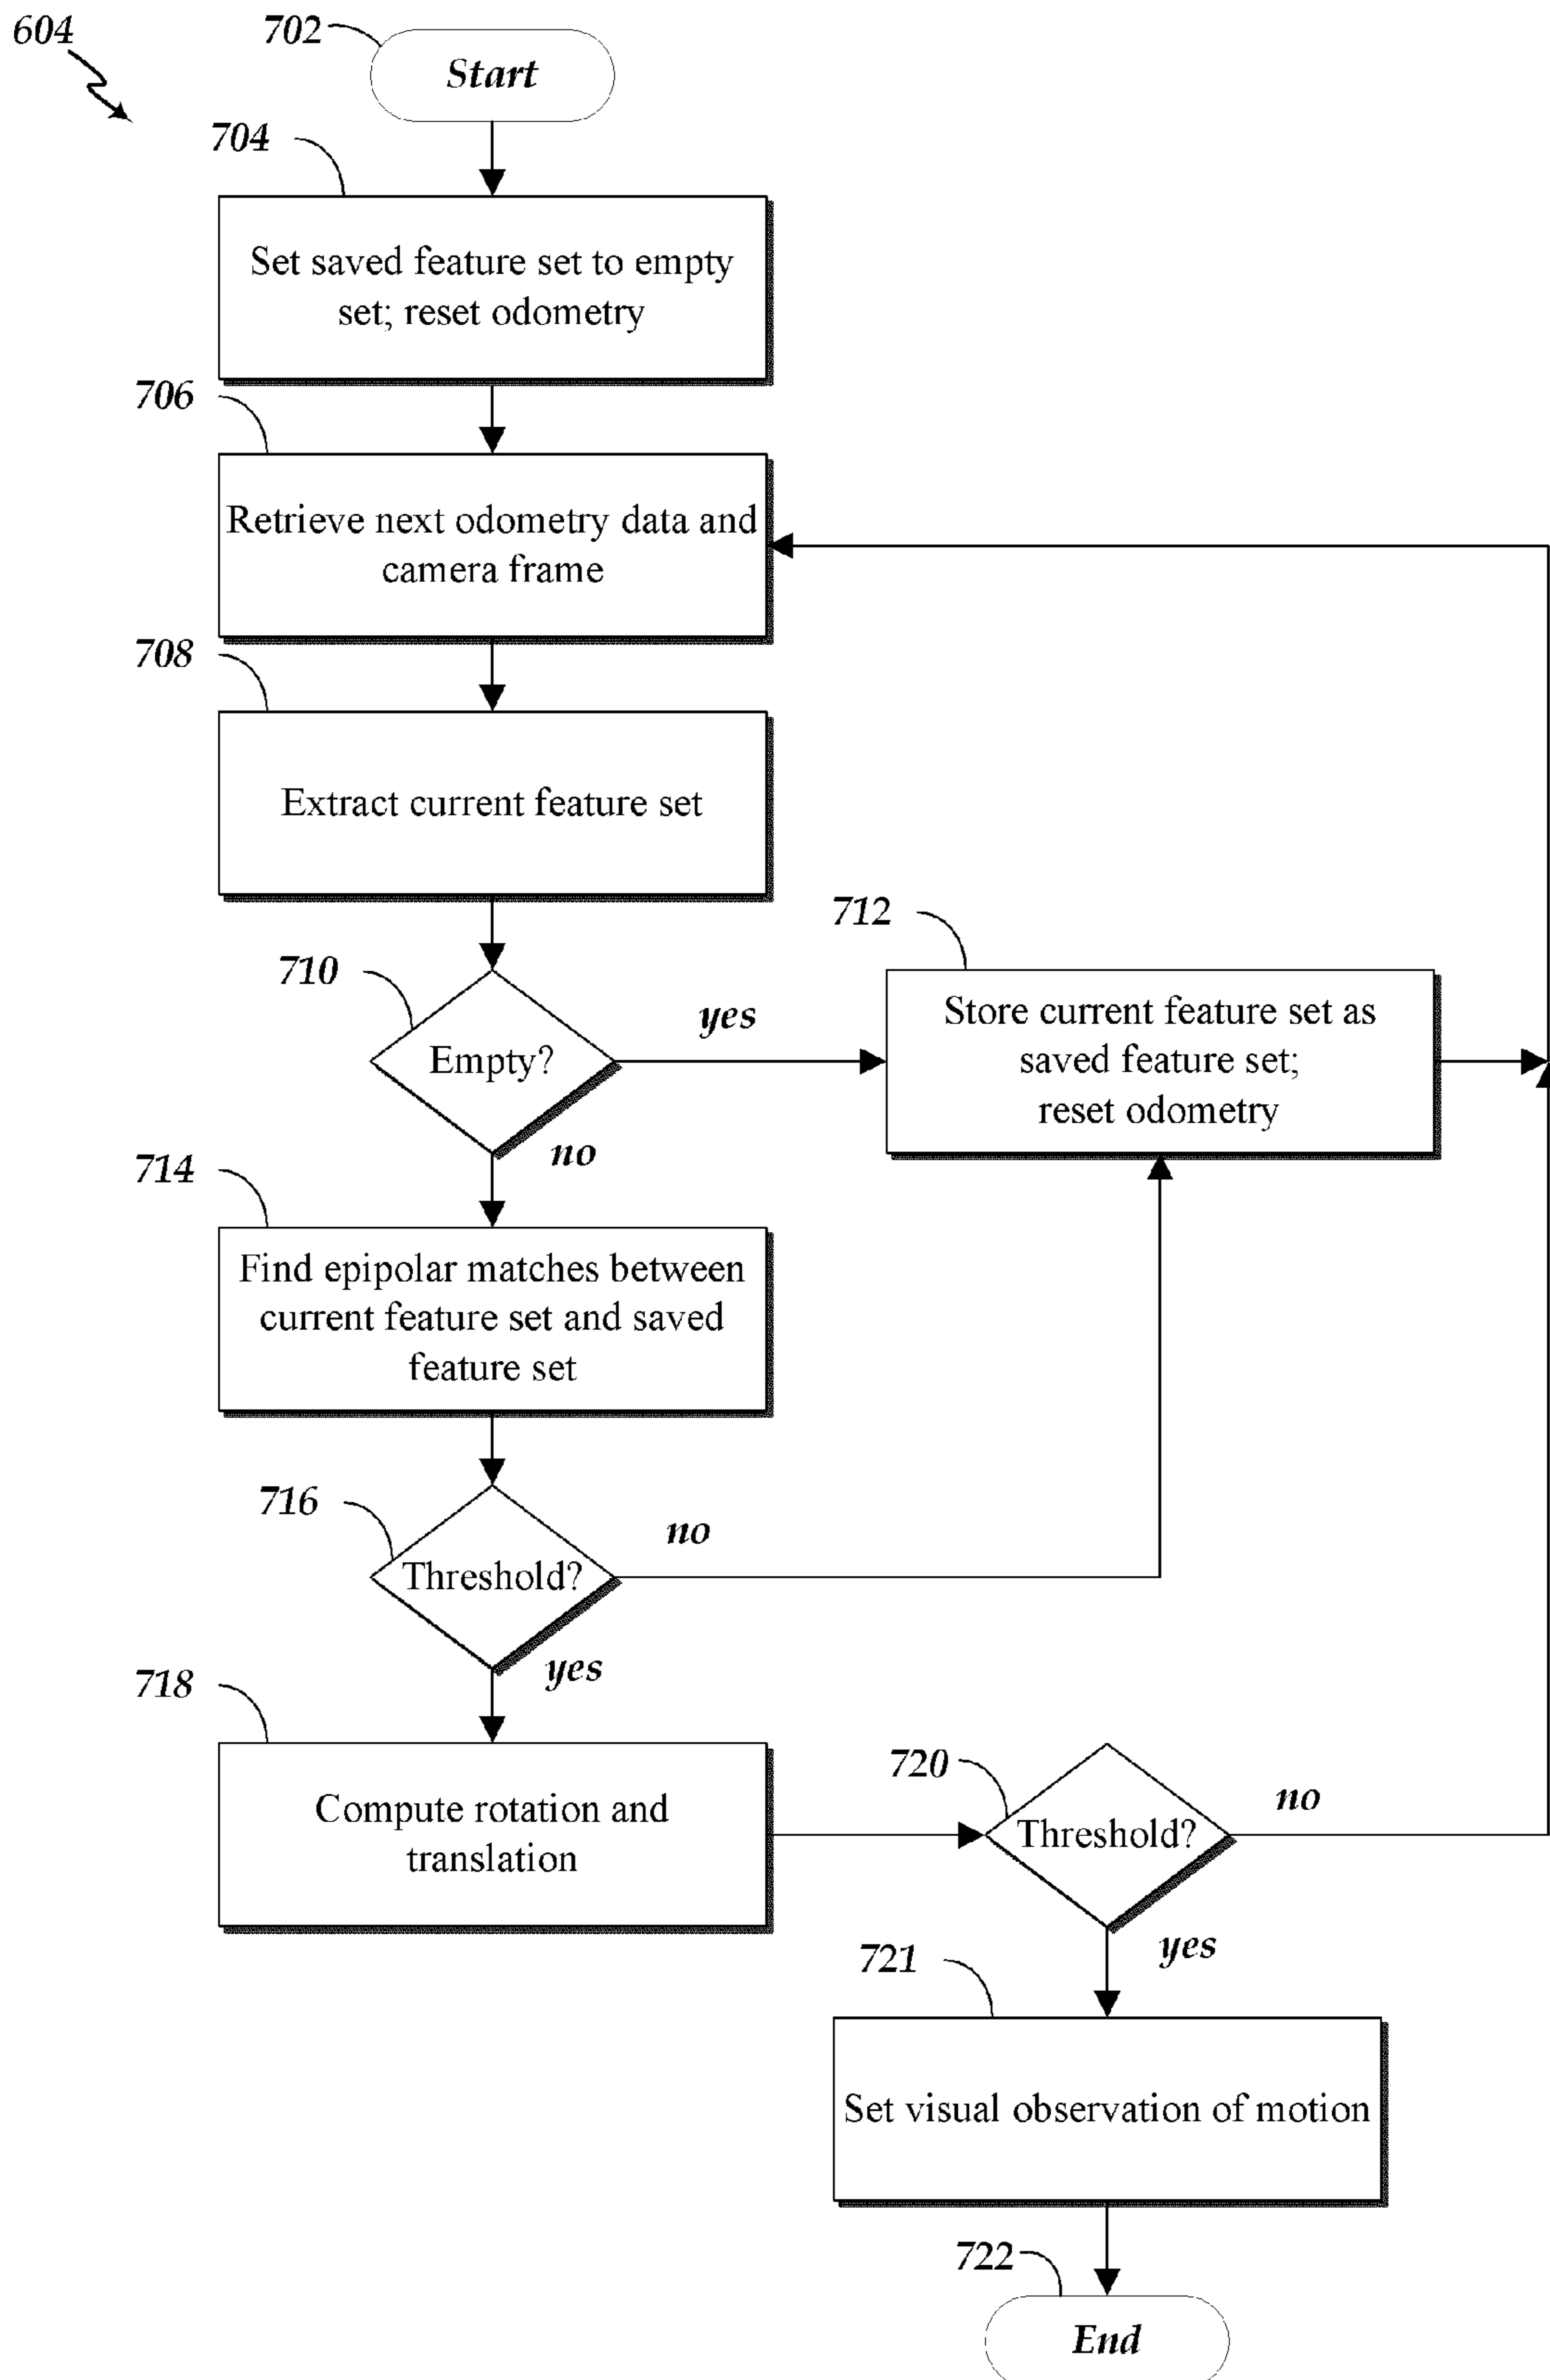 604
702
Start
704
Set saved feature set to empty
set; reset odometry
706
Retrieve next odometry data and
camera frame
708
Extract current feature set
710
Empty?
yes
no
712
Store current feature set as
saved feature set;
reset odometry
714
Find epipolar matches between
current feature set and saved
feature set
716
Threshold?
no
yes
718
Compute rotation and
translation
720
Threshold?
no
yes
721
Set visual observation of motion
722
End